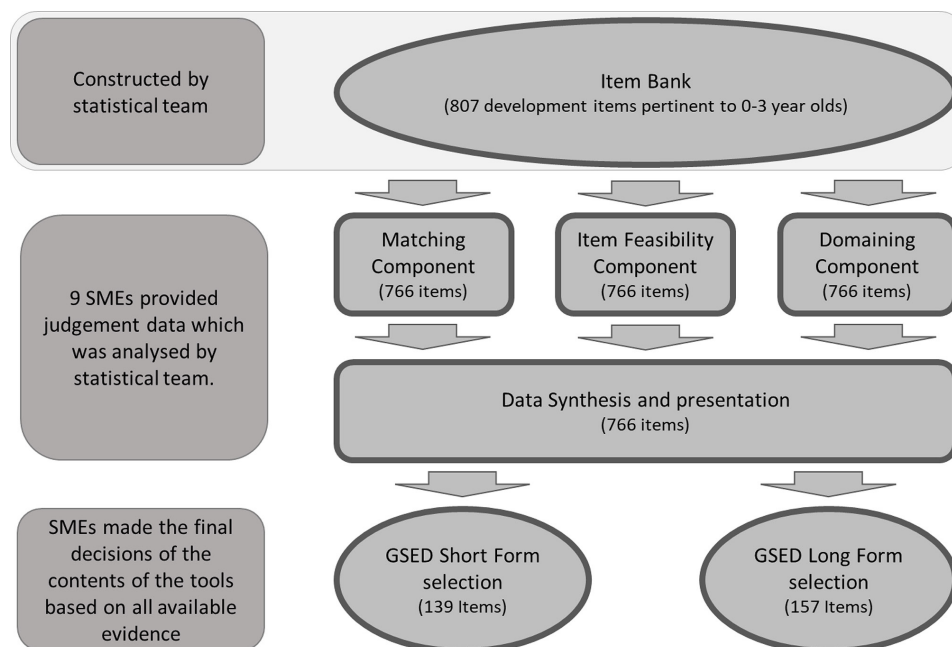 Constructed by
statistical team
Item Bank
(807 development items pertinent to 0-3 year olds)
9 SMEs provided
judgement data which
was analysed by
statistical team.
Matching
Component
(766 items)
Item Feasibility
Component
(766 items)
Domaining
Component
(766 items)
Data Synthesis and presentation
(766 items)
SMEs made the final
decisions of the
contents of the tools
based on all available
evidence
GSED Short Form
selection
(139 Items)
GSED Long Form
selection
(157 Items)